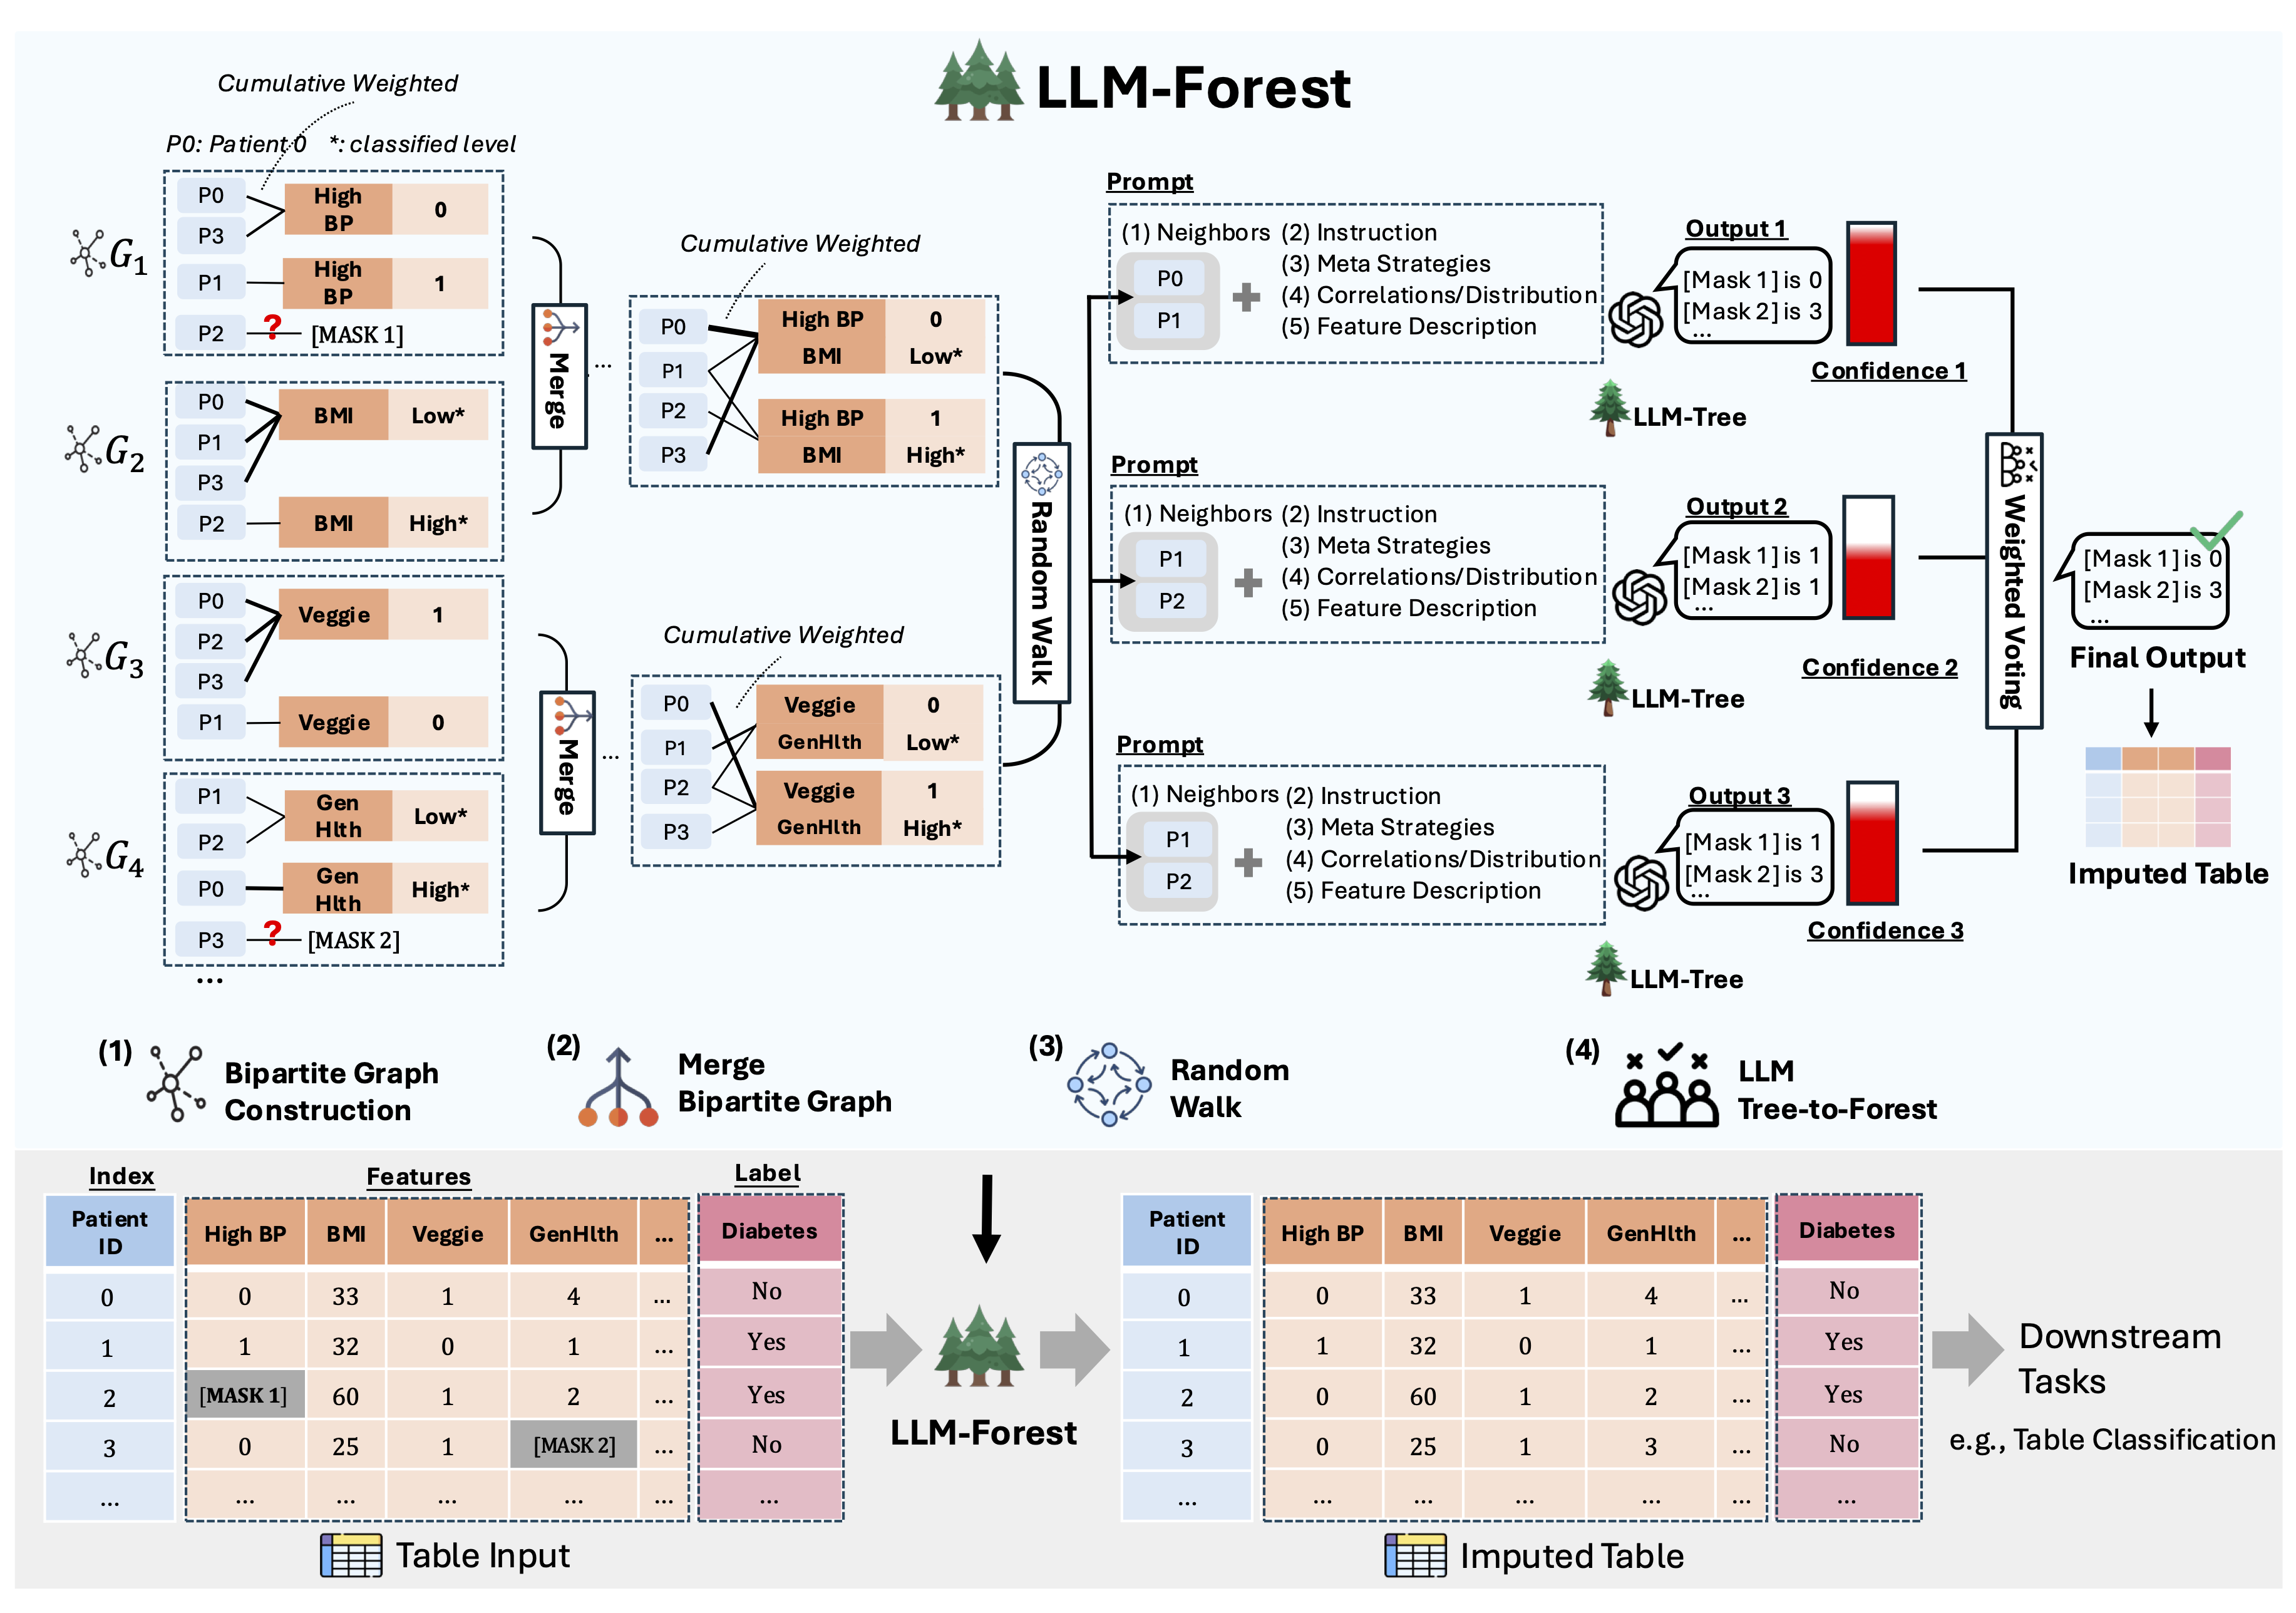 LLM-Forest
Cumulative Weighted
P0: Patient 0 *: classified level
G1
P0
P3
High
BP
0
P1
High
BP
1
P2
?
[MASK 1]
G2
P0
P1
P3
BMI
Low*
P2
BMI
High*
G3
P0
P2
P3
Veggie
1
P1
Veggie
0
G4
P1
P2
Gen
Hlth
Low*
P0
Gen
Hlth
High*
P3
?
[MASK 2]
...
Merge
...
Merge
...
Cumulative Weighted
P0
P1
P2
P3
High BP 0
BMI Low*
High BP 1
BMI High*
Cumulative Weighted
P0
P1
P2
P3
Veggie 0
GenHlth Low*
Veggie 1
GenHlth High*
Random Walk
Prompt
(1) Neighbors
P0
P1
(2) Instruction
(3) Meta Strategies
(4) Correlations/Distribution
(5) Feature Description
Output 1
[Mask 1] is 0
[Mask 2] is 3
...
Confidence 1
LLM-Tree
Prompt
(1) Neighbors
P1
P2
(2) Instruction
(3) Meta Strategies
(4) Correlations/Distribution
(5) Feature Description
Output 2
[Mask 1] is 1
[Mask 2] is 1
...
Confidence 2
LLM-Tree
Prompt
(1) Neighbors
P1
P2
(2) Instruction
(3) Meta Strategies
(4) Correlations/Distribution
(5) Feature Description
Output 3
[Mask 1] is 1
[Mask 2] is 3
...
Confidence 3
LLM-Tree
Weighted Voting
[Mask 1] is 0
[Mask 2] is 3
...
Final Output
Imputed Table
(1)
Bipartite Graph
Construction
(2)
Merge
Bipartite Graph
(3)
Random
Walk
(4)
LLM
Tree-to-Forest
Index Features Label
Patient
ID
High BP BMI Veggie GenHlth ... Diabetes
0 0 33 1 4 ... No
1 1 32 0 1 ... Yes
2 [MASK 1] 60 1 2 ... Yes
3 0 25 1 [MASK 2] ... No
... ... ... ... ... ... ...
Table Input
LLM-Forest
Patient
ID
High BP BMI Veggie GenHlth ... Diabetes
0 0 33 1 4 ... No
1 1 32 0 1 ... Yes
2 0 60 1 2 ... Yes
3 0 25 1 3 ... No
... ... ... ... ... ... ...
Imputed Table
Downstream
Tasks
e.g., Table Classification